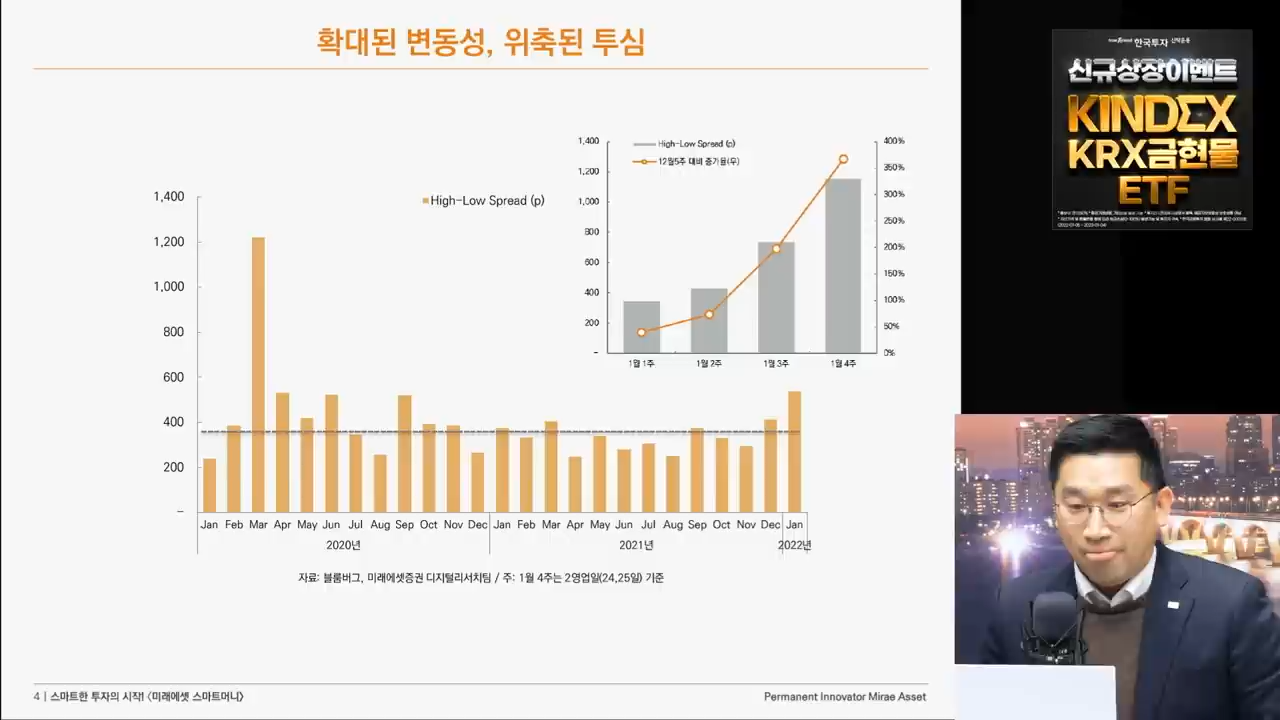 확대된 변동성, 위축된 투심
한국투자 신탁운용
신규상장이벤트
KINDEX
KRX금현물
ETF
High-Low Spread (p)
12월5주 대비 증가율(우)
1,400
1,200
1,000
800
600
400
200
–
400%
350%
300%
250%
200%
150%
100%
50%
0%
1월 1주 1월 2주 1월 3주 1월 4주
High-Low Spread (p)
1,400
1,200
1,000
800
600
400
200
–
Jan Feb Mar Apr May Jun Jul Aug Sep Oct Nov Dec Jan Feb Mar Apr May Jun Jul Aug Sep Oct Nov Dec Jan
2020년 2021년 2022년
자료: 블룸버그, 미래에셋증권 디지털리서치팀 / 주: 1월 4주는 2영업일(24,25일) 기준
4 | 스마트한 투자의 시작! 〈미래에셋 스마트머니〉
Permanent Innovator Mirae Asset